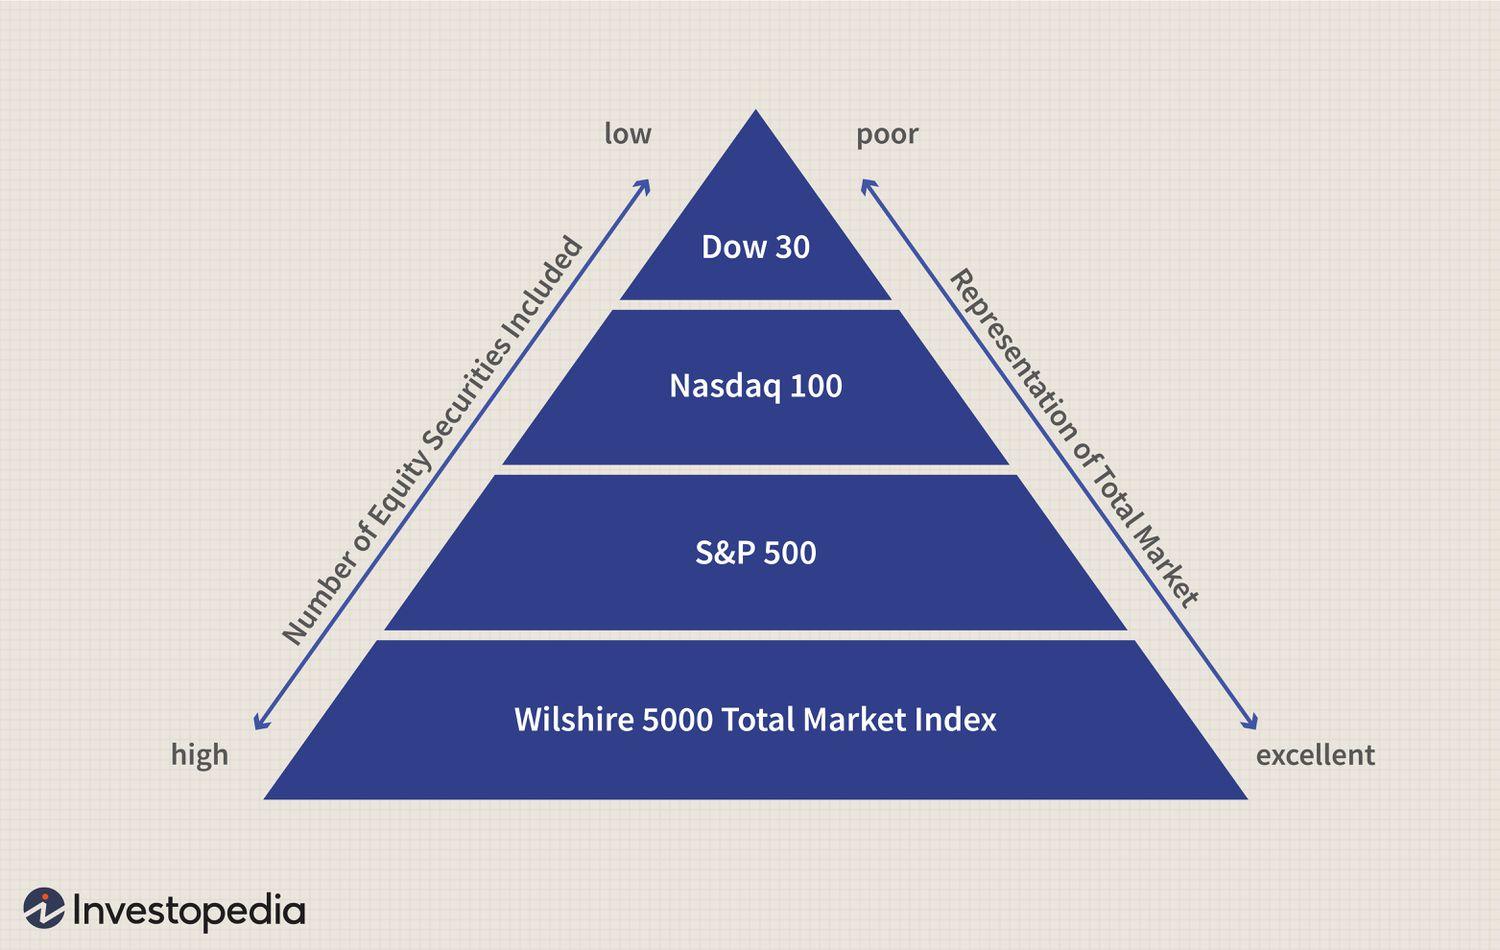 low
poor
Number of Equity Securities Included
Representation of Total Market
Dow 30
Nasdaq 100
S&P 500
Wilshire 5000 Total Market Index
high
excellent
Investopedia